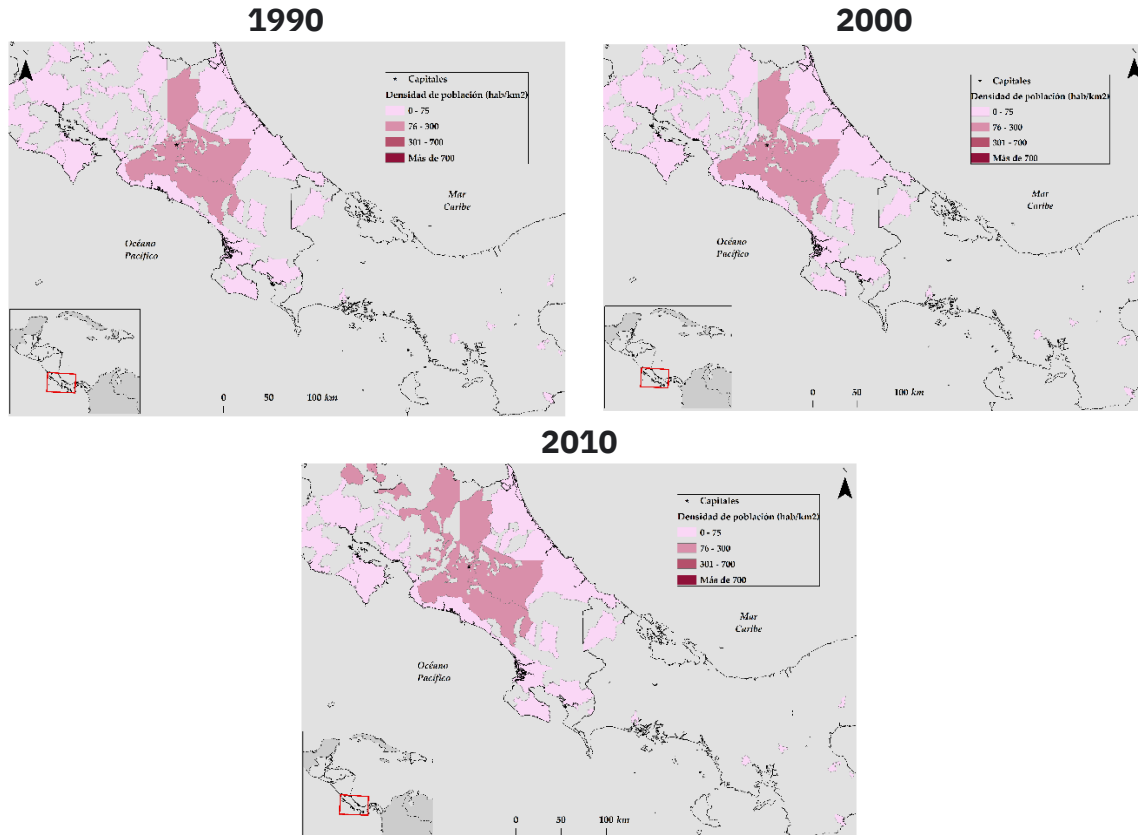 1990
Capitales
Densidad de población (hab/km2)
0 - 75
76 - 300
301 - 700
Más de 700
Mar
Caribe
Océano
Pacífico
0 50 100 km
2000
Capitales
Densidad de población (hab/km2)
0 - 75
76 - 300
301 - 700
Más de 700
Mar
Caribe
Océano
Pacífico
0 50 100 km
2010
Capitales
Densidad de población (hab/km2)
0 - 75
76 - 300
301 - 700
Más de 700
Mar
Caribe
Océano
Pacífico
0 50 100 km